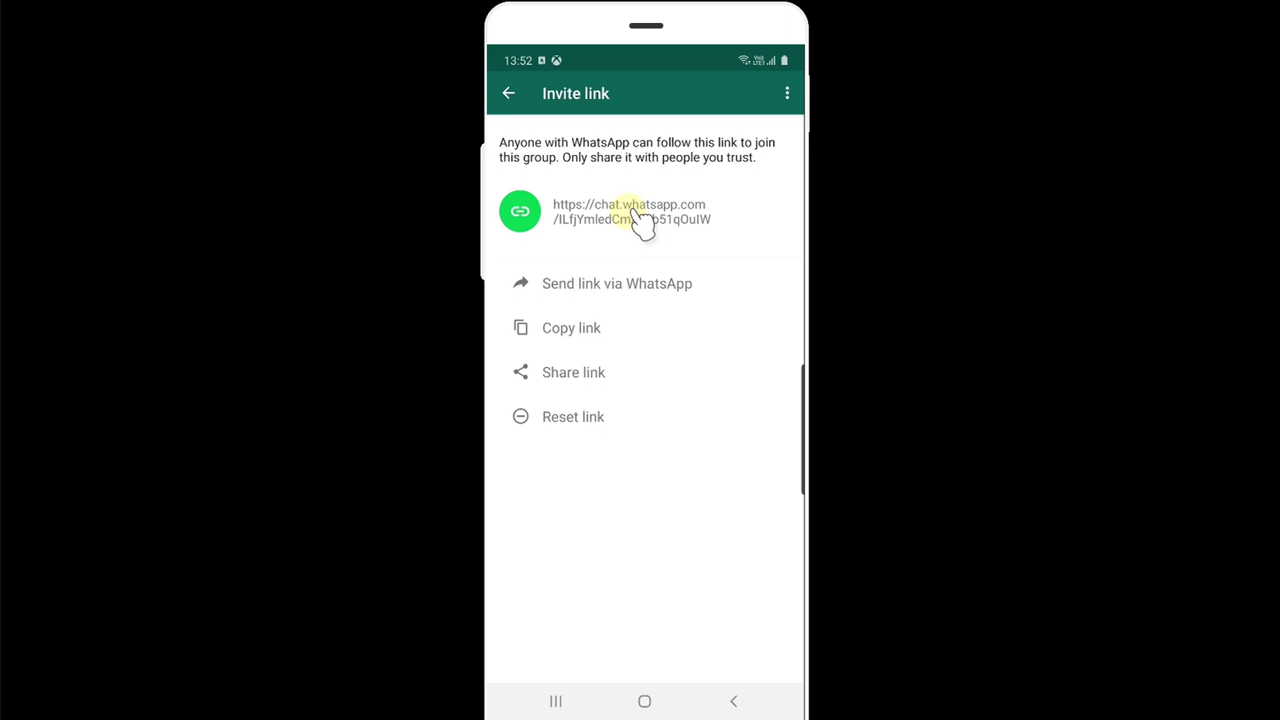 13:52
Invite link
Anyone with WhatsApp can follow this link to join
this group. Only share it with people you trust.
https://chat.whatsapp.com
Send link via WhatsApp
Copy link
Share link
Reset link